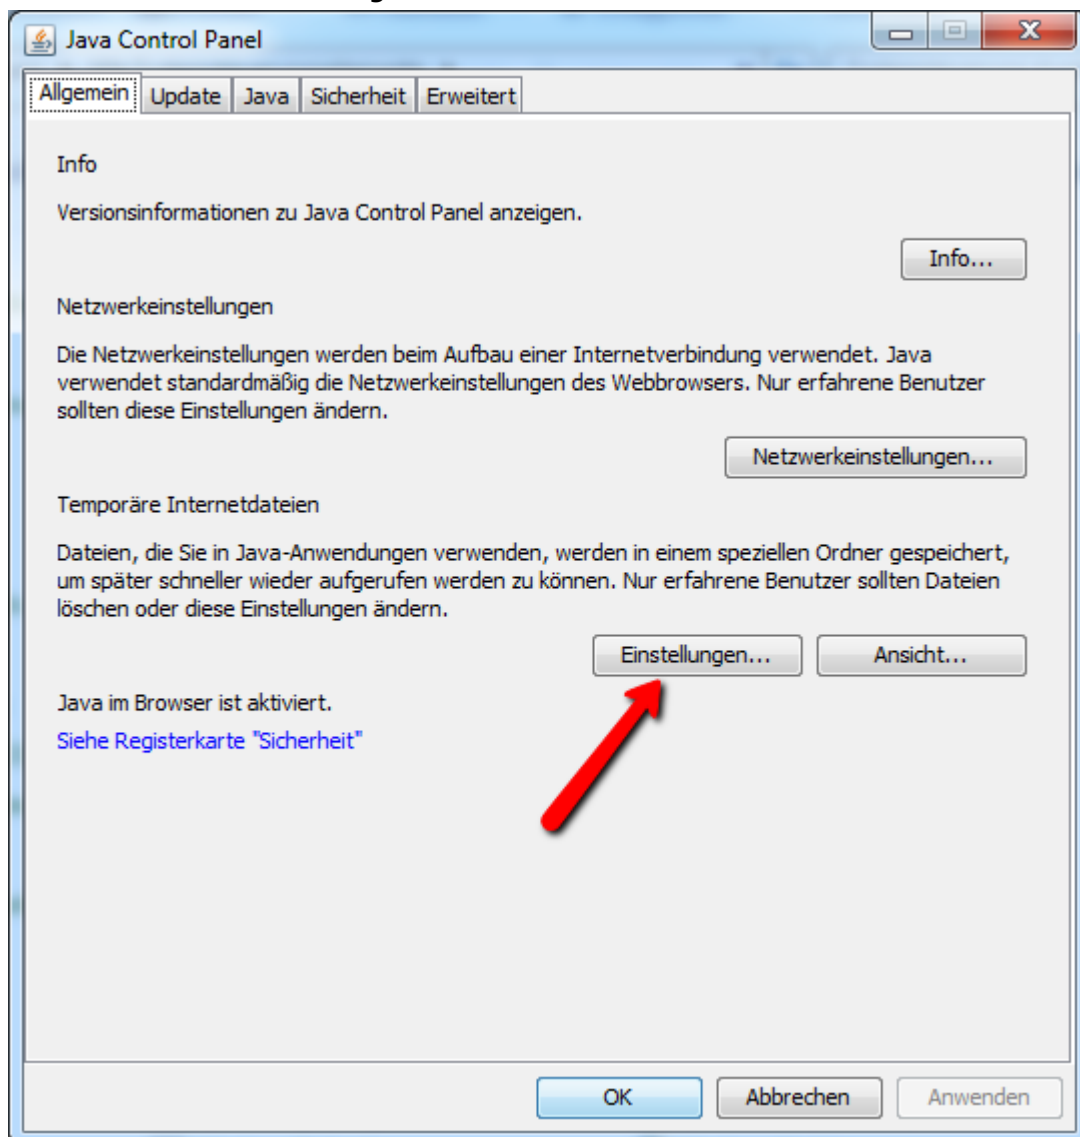 Java Control Panel
Allgemein Update Java Sicherheit Erweitert
Info
Versionsinformationen zu Java Control Panel anzeigen.
Info...
Netzwerkeinstellungen
Die Netzwerkeinstellungen werden beim Aufbau einer Internetverbindung verwendet. Java
verwendet standardmäßig die Netzwerkeinstellungen des Webbrowsers. Nur erfahrene Benutzer
sollten diese Einstellungen ändern.
Netzwerkeinstellungen...
Temporäre Internetdateien
Dateien, die Sie in Java-Anwendungen verwenden, werden in einem speziellen Ordner gespeichert,
um später schneller wieder aufgerufen werden zu können. Nur erfahrene Benutzer sollten Dateien
löschen oder diese Einstellungen ändern.
Einstellungen... Ansicht...
Java im Browser ist aktiviert.
Siehe Registerkarte "Sicherheit"
OK Abbrechen Anwenden